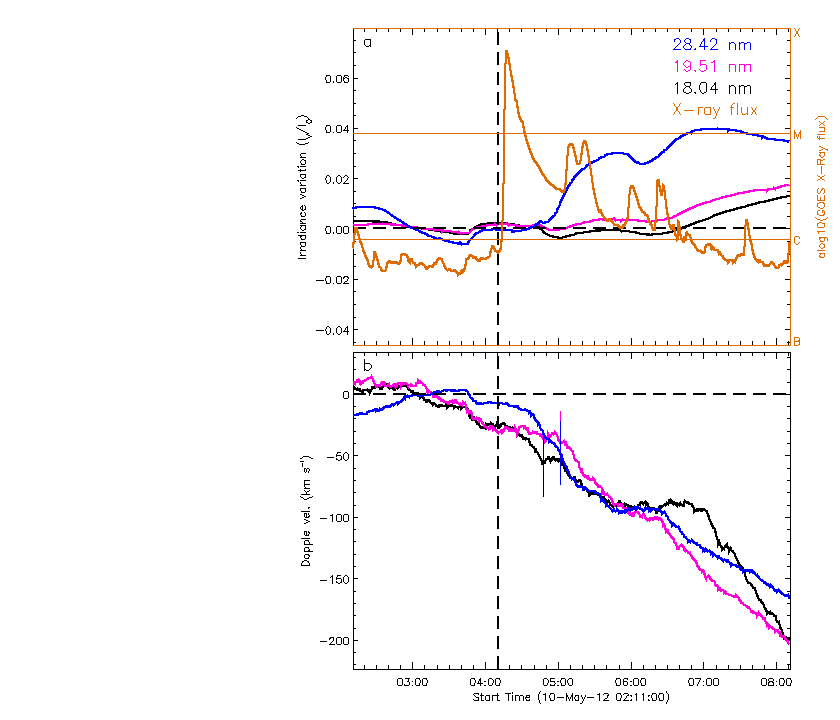 a
28.42 nm
19.51 nm
18.04 nm
X-ray flux
X
M
C
B
alog10(GOES X-Ray flux)
Irradiance variation (Iᵥ/I₀)
0.06
0.04
0.02
0.00
−0.02
−0.04
b
Dopple vel. (km s⁻¹)
0
−50
−100
−150
−200
03:00 04:00 05:00 06:00 07:00 08:00
Start Time (10-May-12 02:11:00)